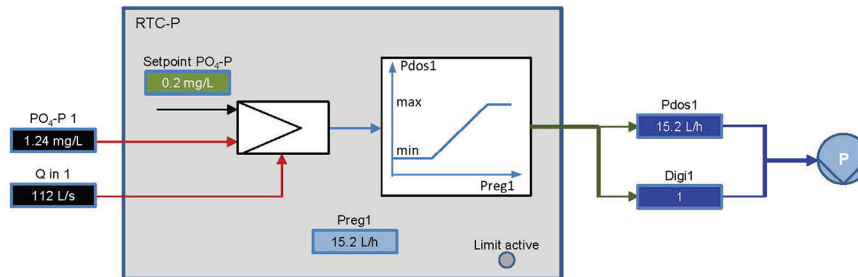 RTC-P
Setpoint PO₄-P
0.2 mg/L
PO₄-P 1
1.24 mg/L
Q in 1
112 L/s
Pdos1
max
min
Preg1
Preg1
15.2 L/h
Limit active
Pdos1
15.2 L/h
Digi1
1
P